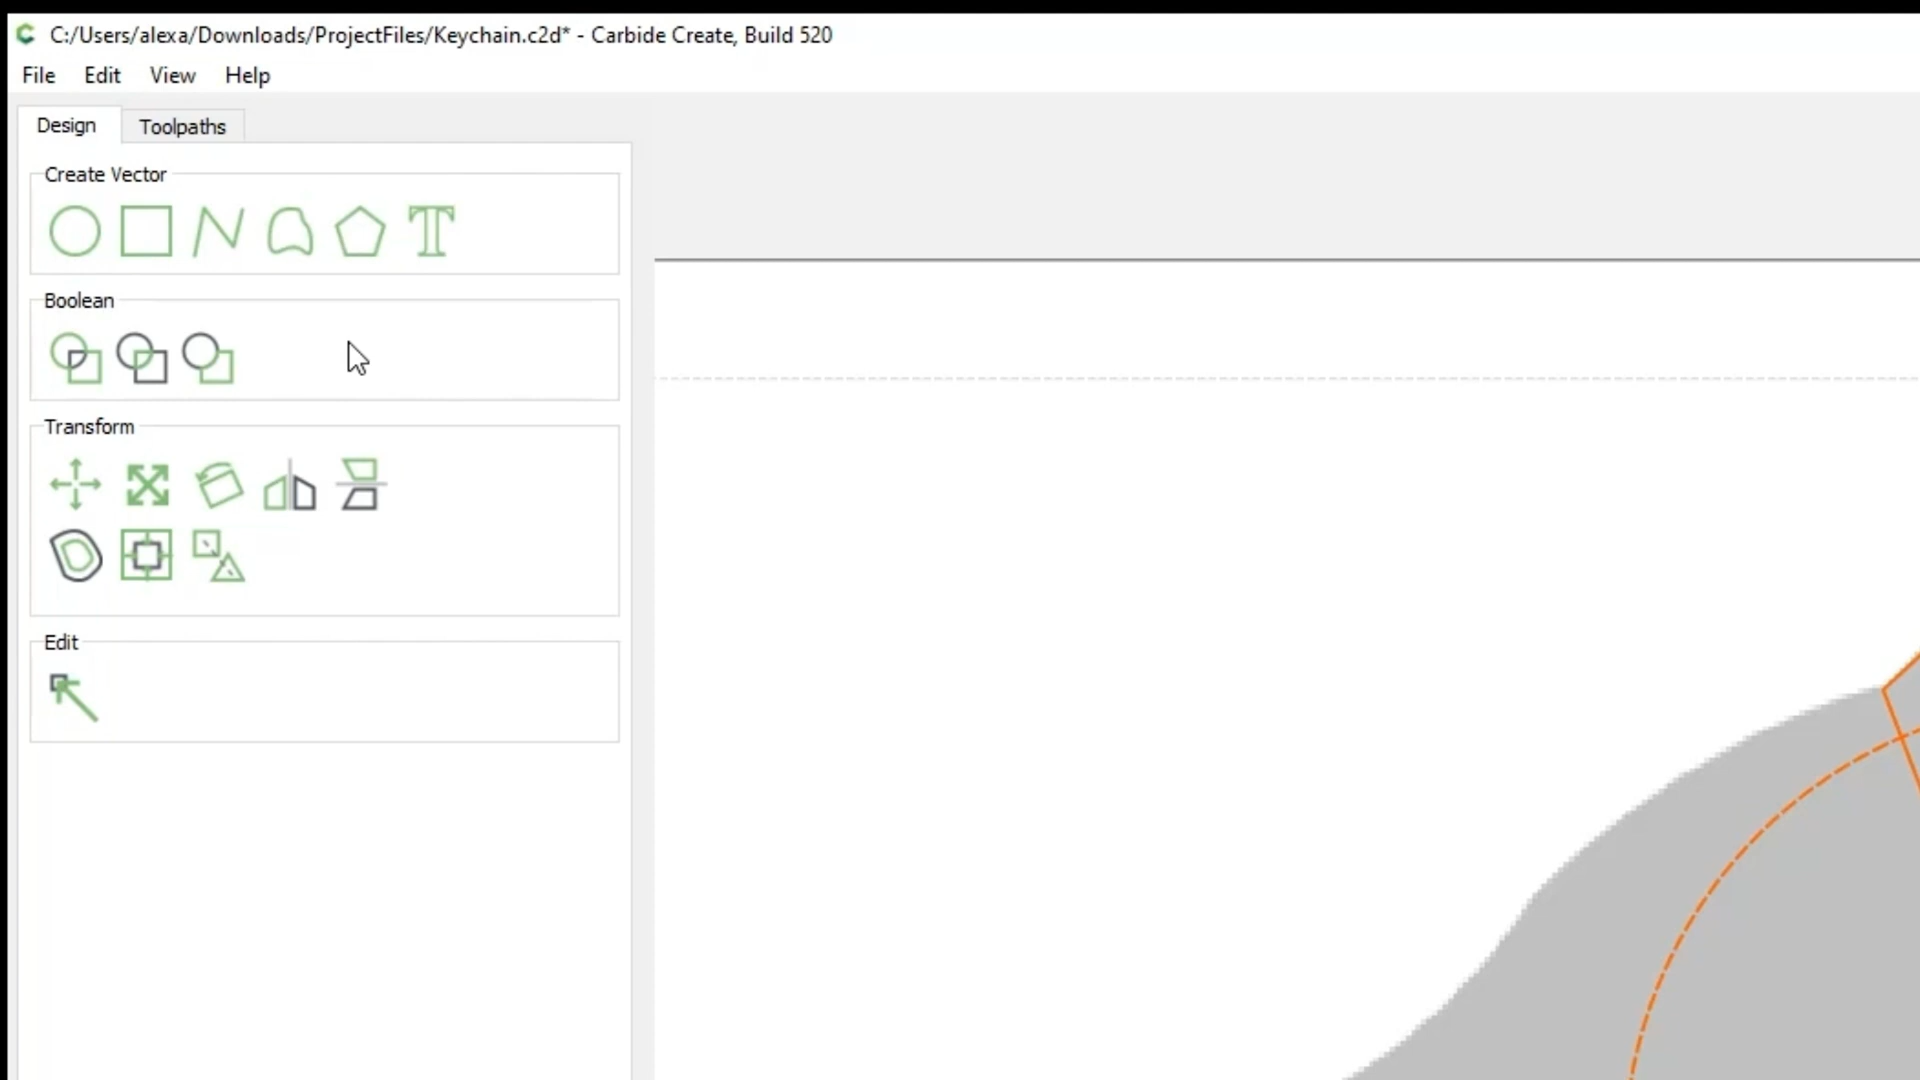 C:/Users/alexa/Downloads/ProjectFiles/Keychain.c2d* - Carbide Create, Build 520
File Edit View Help
Design Toolpaths
Create Vector
Boolean
Transform
Edit